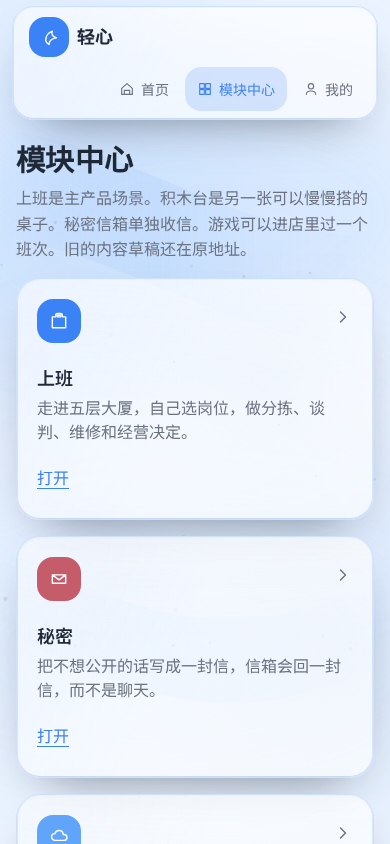 轻心
首页
模块中心
我的
模块中心
上班是主产品场景。积木台是另一张可以慢慢搭的
桌子。秘密信箱单独收信。游戏可以进店里过一个
班次。旧的内容草稿还在原地址。
上班
走进五层大厦，自己选岗位，做分拣、谈
判、维修和经营决定。
打开
秘密
把不想公开的话写成一封信，信箱会回一封
信，而不是聊天。
打开